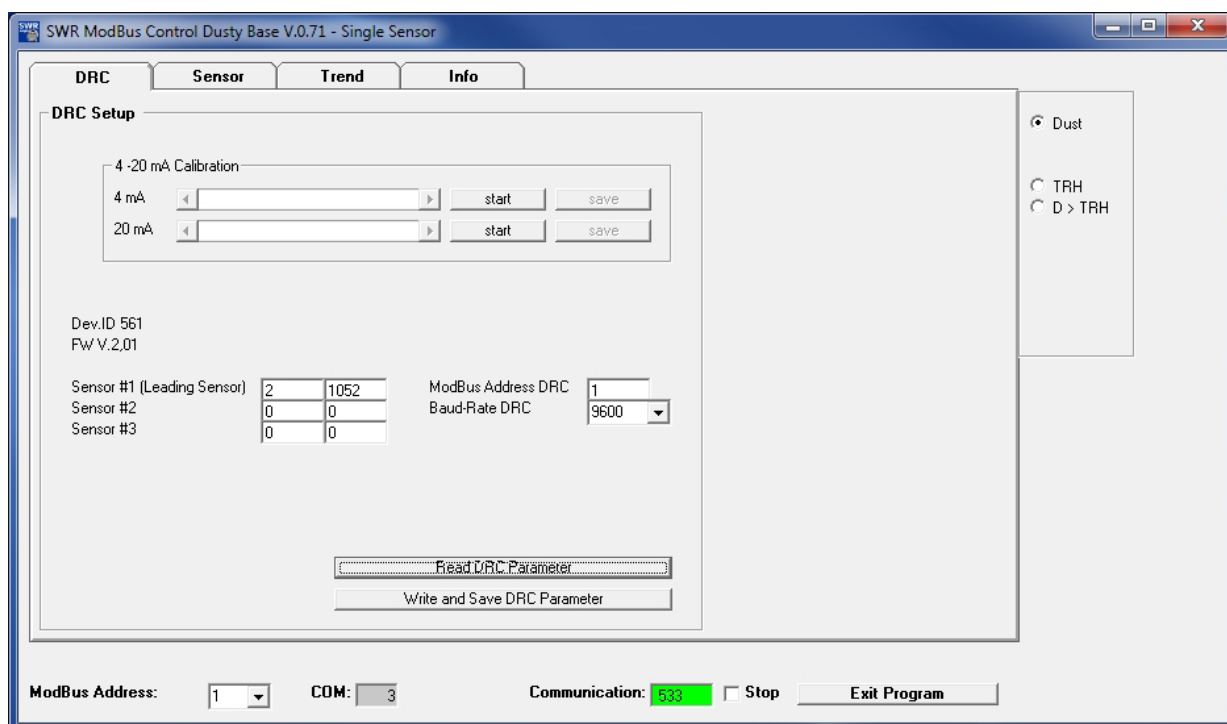 SWR ModBus Control Dusty Base V.0.71 - Single Sensor
DRC Sensor Trend Info
DRC Setup
Dust
4 -20 mA Calibration
TRH
4 mA start save
D > TRH
20 mA start save
Dev.ID 561
FW V.2,01
Sensor #1 (Leading Sensor) 2 1052 ModBus Address DRC 1
Sensor #2 0 0 Baud-Rate DRC 9600
Sensor #3 0 0
Read DRC Parameter
Write and Save DRC Parameter
ModBus Address: 1 COM: 3 Communication: 533 Stop Exit Program